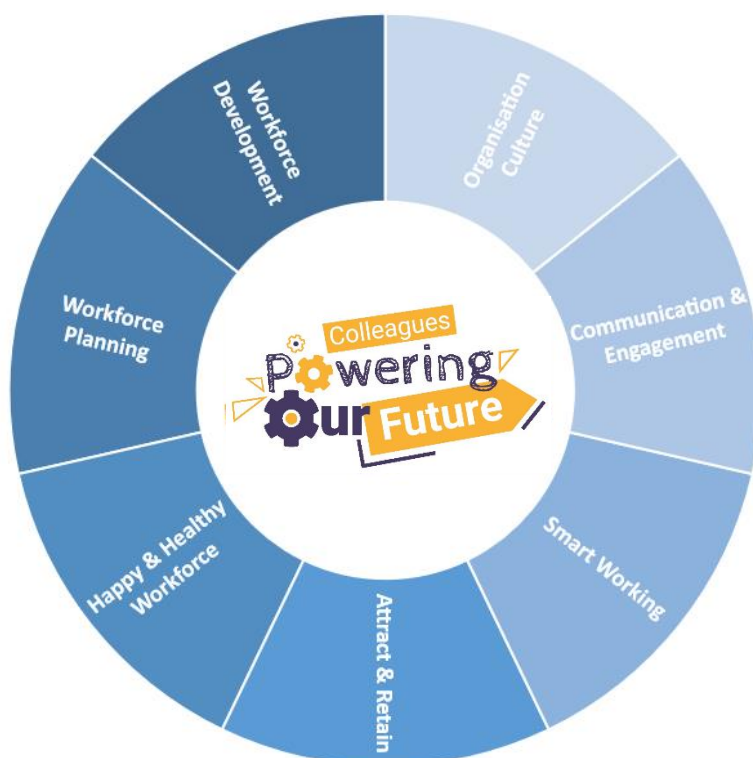 Organisation
Culture
Communication &
Engagement
Smart Working
Attract & Retain
Happy & Healthy
Workforce
Workforce
Planning
Workforce
Development
Colleagues
Powering
Our Future